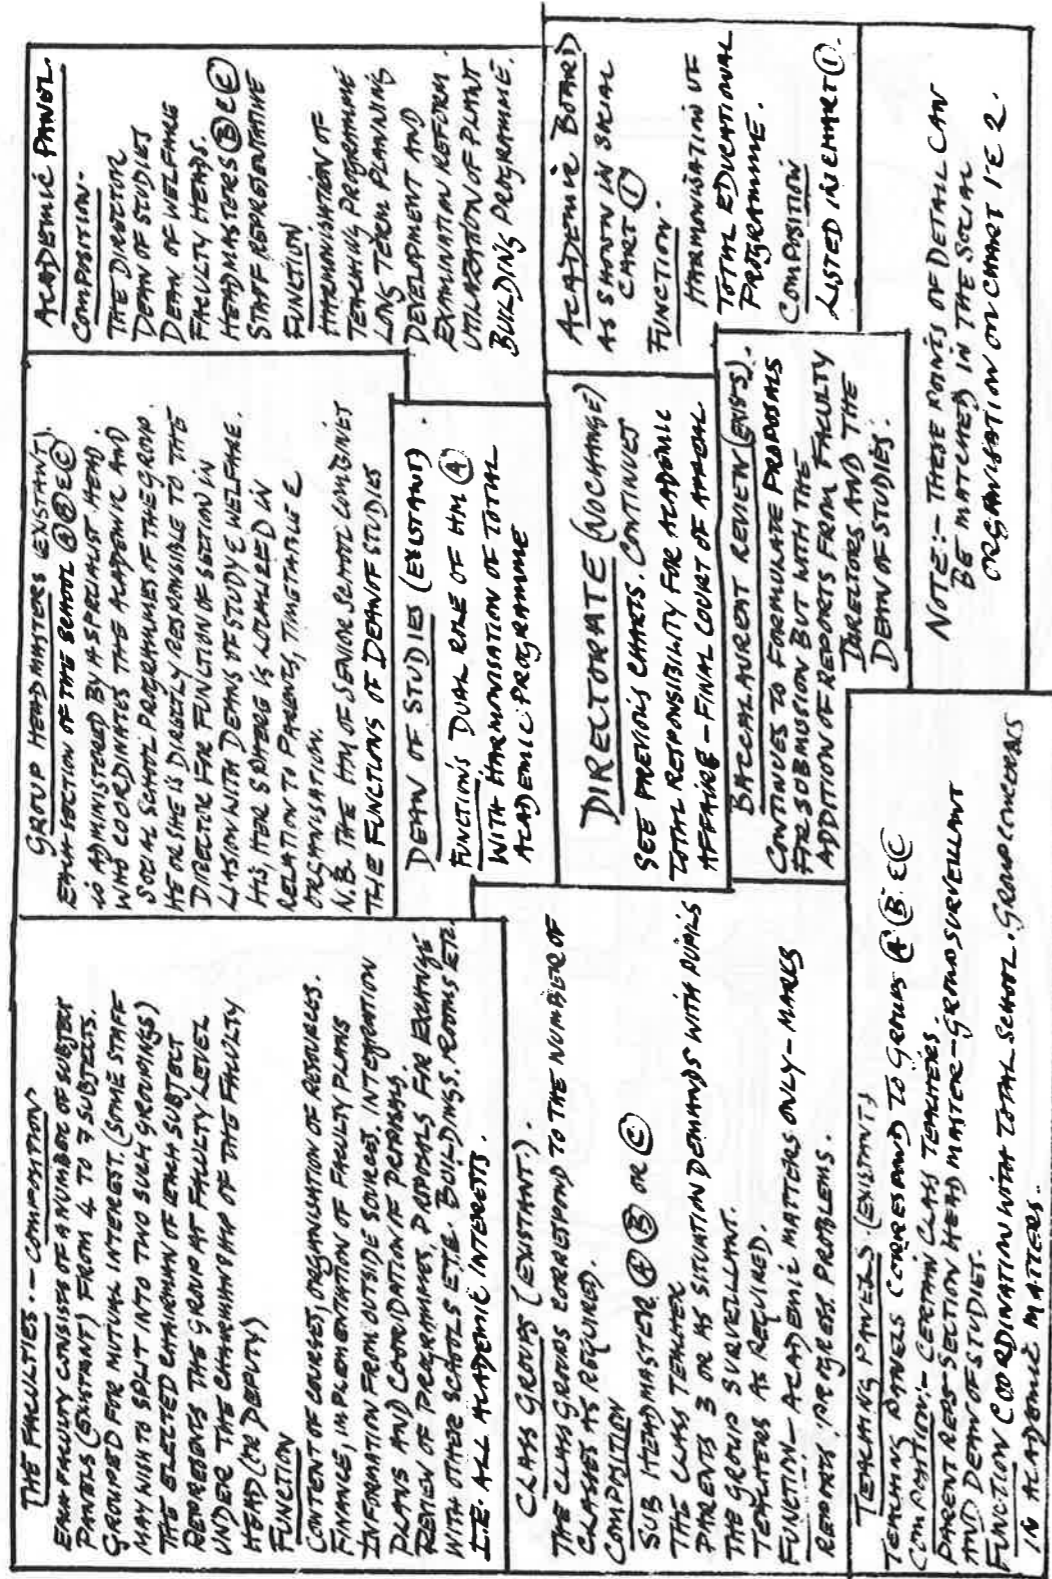 THE FACULTIES. - COMPOSITION.
EACH FACULTY CONSISTS OF A NUMBER OF SUBJECT
PANELS (EXISTANT) FROM 4 TO 7 SUBJECTS.
GROUPED FOR MUTUAL INTEREST. (SOME STAFF
MAY WISH TO SPLIT INTO TWO SUCH GROUPINGS)
THE ELECTED CHAIRMAN OF EACH SUBJECT
REPRESENTS THE GROUP AT FACULTY LEVEL
UNDER THE CHAIRMANSHIP OF THE FACULTY
HEAD (OR DEPUTY)
FUNCTION
CONTENT OF COURSES, ORGANISATION OF RESOURCES.
FINANCE, IMPLEMENTATION OF FACULTY PLANS
INFORMATION FROM OUTSIDE SOURCES. INTEGRATION
PLANS AND COORDINATION OF PROPOSALS.
REVIEW OF PROGRAMMES, PROPOSALS FOR EXCHANGE
WITH OTHER SCHOOLS ETC. BUILDINGS, ROOMS ETC.
I.E. ALL ACADEMIC INTERESTS.
GROUP HEADMASTERS (EXISTANT).
EACH SECTION OF THE SCHOOL Ⓐ Ⓑ & Ⓒ
IS ADMINISTERED BY A SPECIALIST HEAD.
WHO COORDINATES THE ACADEMIC AND
SOCIAL SCHOOL PROGRAMMES OF THE GROUP.
HE OR SHE IS DIRECTLY RESPONSIBLE TO THE
DIRECTOR FOR FUNCTION OF SECTION IN
LIASION WITH DEANS OF STUDY & WELFARE.
HIS, HER SPHERE IS LOCALISED IN
RELATION TO PARENTS, TIMETABLE &
ORGANISATION.
N.B. THE HM OF SENIOR SCHOOL COMBINES
THE FUNCTIONS OF DEAN OF STUDIES
ACADEMIC PANEL.
COMPOSITION-
THE DIRECTOR
DEAN OF STUDIES
DEAN OF WELFARE
FACULTY HEADS.
HEADMASTERS Ⓑ & Ⓒ
STAFF REPRESENTATIVE
FUNCTION.
HARMONISATION OF
TEACHING PROGRAMME
LONG TERM PLANNING
DEVELOPMENT AND
EXAMINATION REFORM.
UTILISATION OF PLANT
BUILDING PROGRAMME.
DEAN OF STUDIES (EXISTANT).
FUNCTION'S DUAL ROLE OF HM Ⓐ
WITH HARMONISATION OF TOTAL
ACADEMIC PROGRAMME
CLASS GROUPS (EXISTANT.).
THE CLASS GROUPS CORRESPOND TO THE NUMBER OF
CLASSES AS REQUIRED).
COMPOSITION
SUB HEADMASTER Ⓐ Ⓑ OR Ⓒ
THE CLASS TEACHER
PARENTS 3 OR AS SITUATION DEMANDS WITH PUPILS
THE GROUP SURVEILLANT.
TEACHERS AS REQUIRED).
FUNCTION - ACADEMIC MATTERS ONLY - MARKS
REPORTS, PROGRESS, PROBLEMS.
DIRECTORATE (NO CHANGE)
SEE PREVIOUS CHARTS. CONTINUES
TOTAL RESPONSIBILITY FOR ACADEMIC
AFFAIRS - FINAL COURT OF APPEAL
ACADEMIC BOARD)
AS SHOWN IN SOCIAL
CART ①
FUNCTION.
HARMONISATION OF
TOTAL EDUCATIONAL
PROGRAMME.
COMPOSITION
LISTED IN CHART ①.
BACCALAUREAT REVIEW (EXISTS).
CONTINUES TO FORMULATE PROPOSALS
FOR SUBMISSION BUT WITH THE
ADDITION OF REPORTS FROM FACULTY
DIRECTORS AND THE
DEAN OF STUDIES.
TEACHING PANELS. (EXISTANT)
TEACHING PANELS CORRESPOND TO GROUPS Ⓐ Ⓑ & Ⓒ
COMPOSITION:- CERTAIN CLASS TEACHERS.
PARENT REPS - SECTION HEAD MASTER - GROUP SURVEILLANT
AND DEAN OF STUDIES.
FUNCTION COORDINATION WITH TOTAL SCHOOL. GROUP CONCERNS
IN ACADEMIC MATTERS.
NOTE:- THESE POINTS OF DETAIL CAN
BE MATCHED IN THE SOCIAL
ORGANISATION ON CHART 1 & 2.